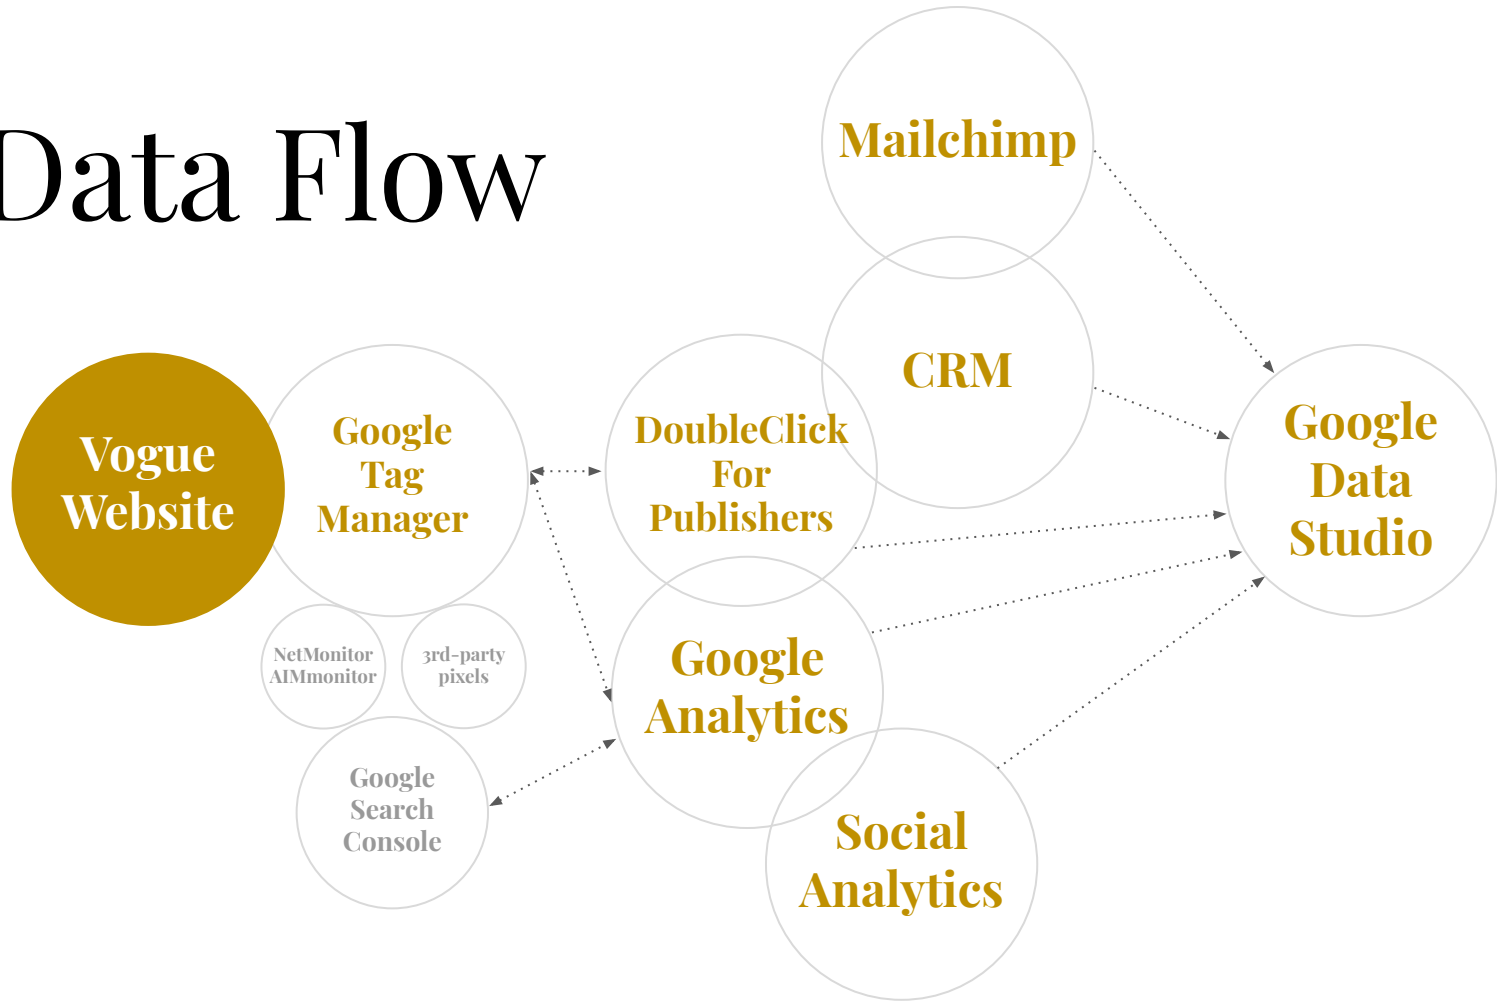 Data Flow
Mailchimp
CRM
Vogue
Website
Google
Tag
Manager
DoubleClick
For
Publishers
Google
Data
Studio
NetMonitor
AIMmonitor
3rd-party
pixels
Google
Analytics
Google
Search
Console
Social
Analytics